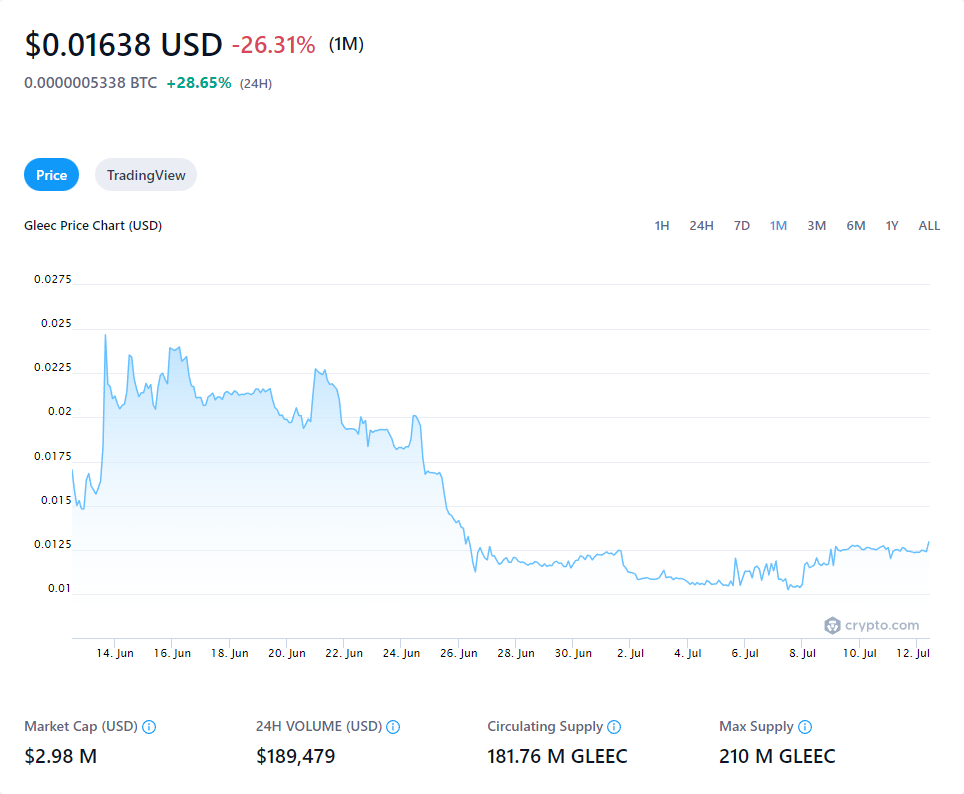 $0.01638 USD -26.31% (1M)
0.0000005338 BTC +28.65% (24H)
Price TradingView
Gleec Price Chart (USD)
1H 24H 7D 1M 3M 6M 1Y ALL
0.0275
0.025
0.0225
0.02
0.0175
0.015
0.0125
0.01
crypto.com
14. Jun 16. Jun 18. Jun 20. Jun 22. Jun 24. Jun 26. Jun 28. Jun 30. Jun 2. Jul 4. Jul 6. Jul 8. Jul 10. Jul 12. Jul
Market Cap (USD) 24H VOLUME (USD) Circulating Supply Max Supply
$2.98 M $189,479 181.76 M GLEEC 210 M GLEEC